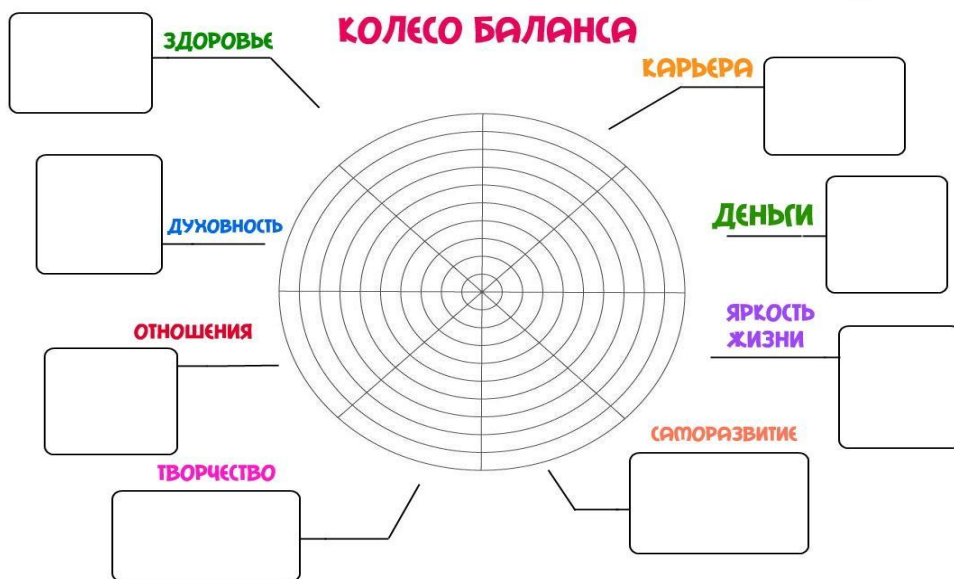 КОЛЕСО БАЛАНСА
ЗДОРОВЬЕ
КАРЬЕРА
ДУХОВНОСТЬ
ДЕНЬГИ
ОТНОШЕНИЯ
ЯРКОСТЬ
ЖИЗНИ
ТВОРЧЕСТВО
САМОРАЗВИТИЕ